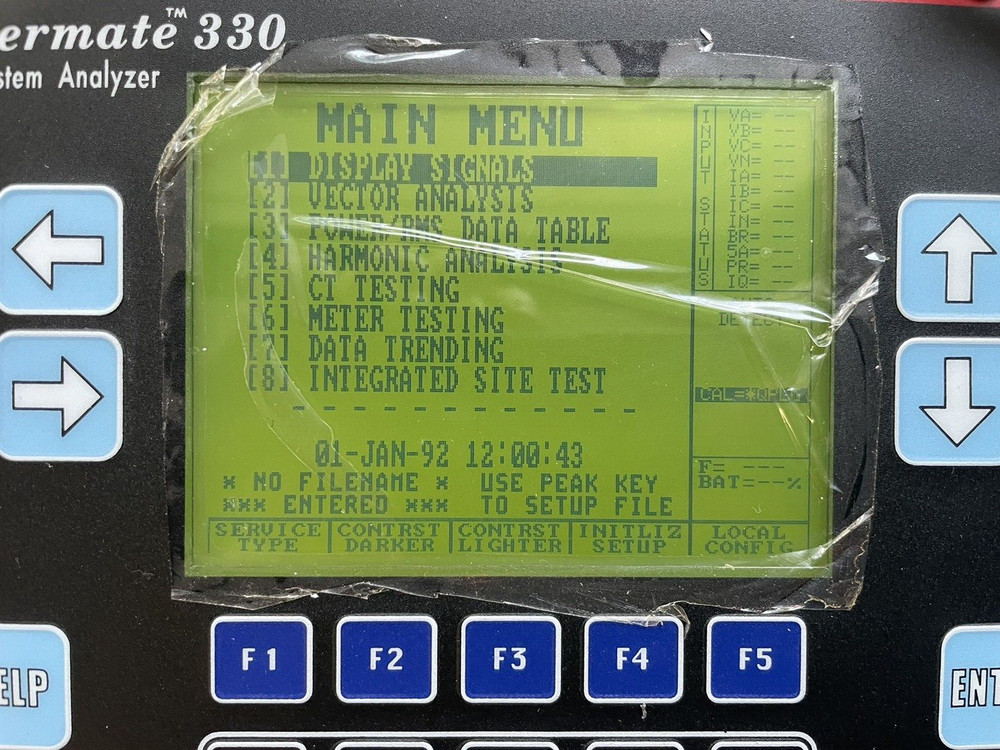 ermate™ 330
stem Analyzer
MAIN MENU
[1] DISPLAY SIGNALS
[2] VECTOR ANALYSIS
[3] POWER/RMS DATA TABLE
[4] HARMONIC ANALYSIS
[5] CT TESTING
[6] METER TESTING
[7] DATA TRENDING
[8] INTEGRATED SITE TEST
- - - - - - - - - - - - -
01-JAN-92 12:00:43
* NO FILENAME * USE PEAK KEY
*** ENTERED *** TO SETUP FILE
INPUT STATUS
VA= --
VB= --
VC= --
VN= --
IA= --
IB= --
IC= --
IN= --
BR= --
5A= --
PR= --
IQ= --
AUTO
DETECT
F= ---
BAT=--%
SERVICE TYPE
CONTRST DARKER
CONTRST LIGHTER
INITLIZ SETUP
LOCAL CONFIG
F1
F2
F3
F4
F5
ELP
ENT